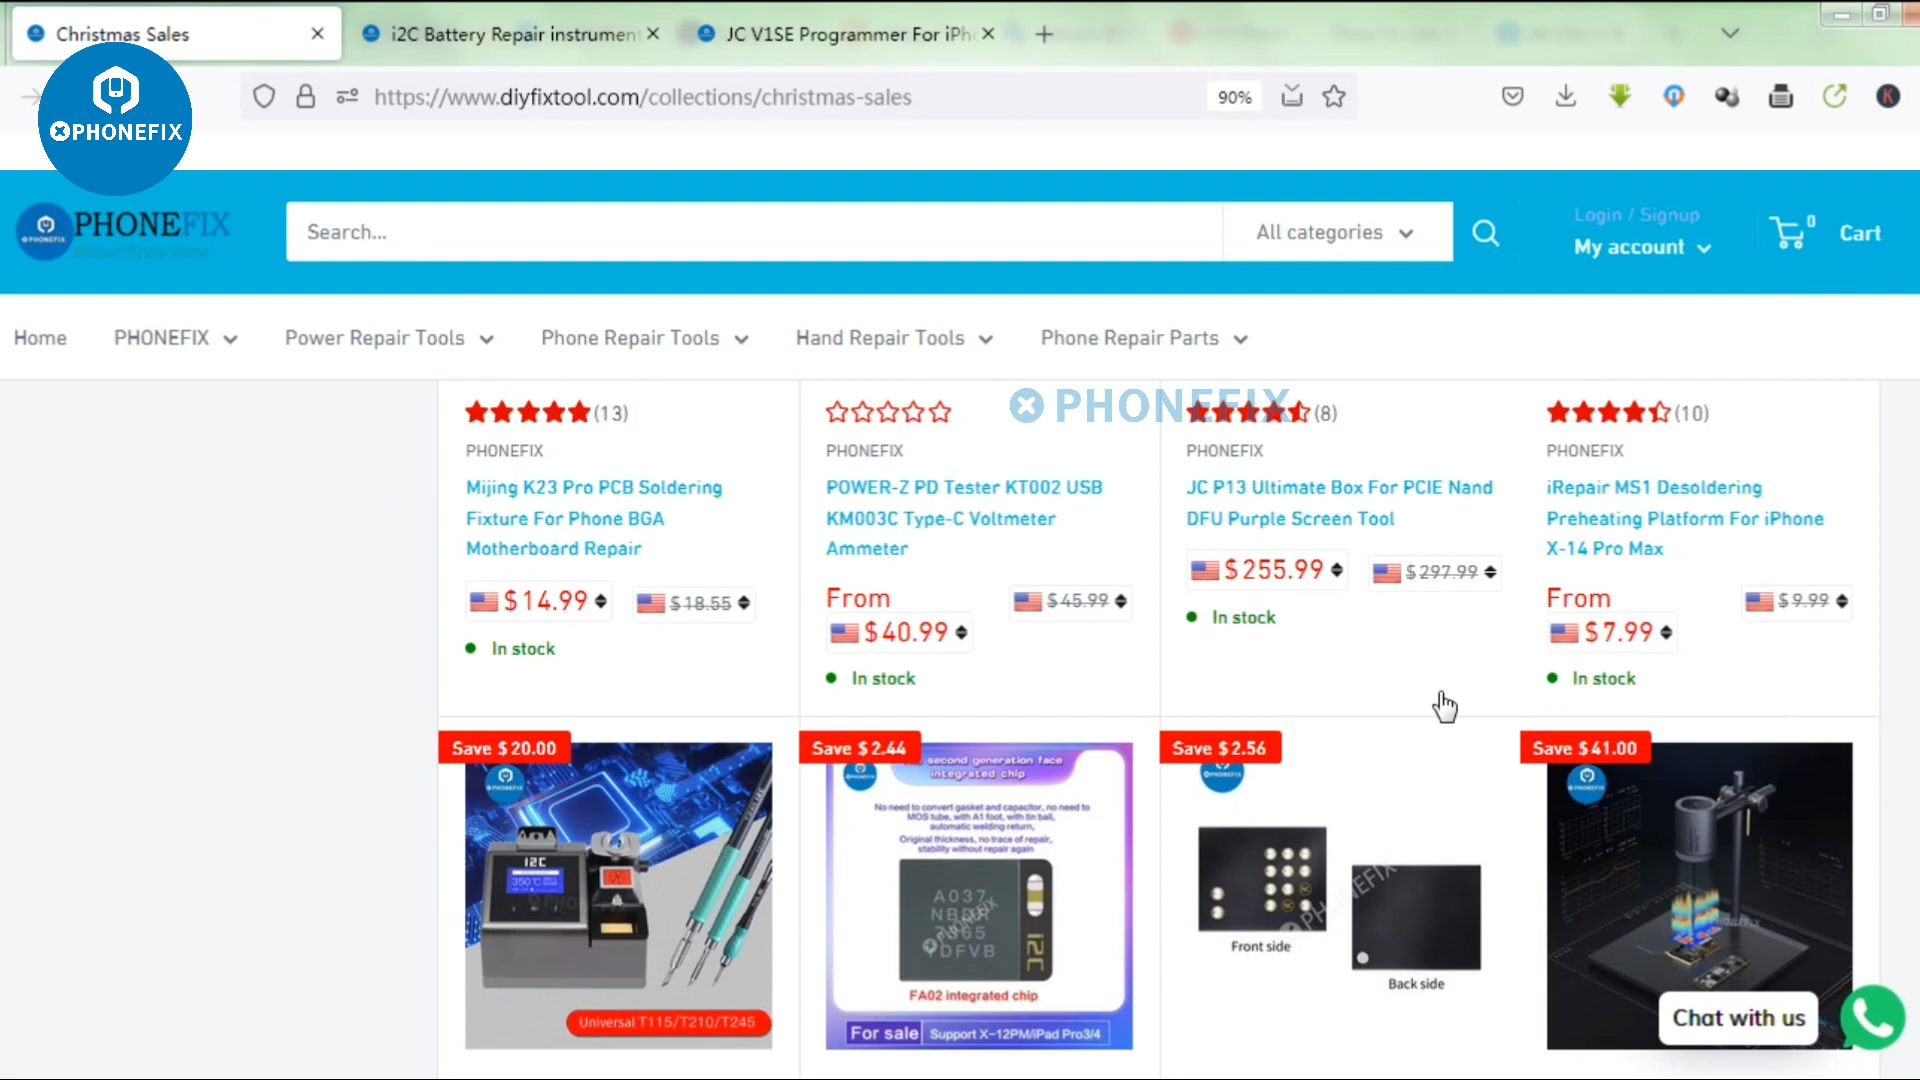 Christmas Sales
i2C Battery Repair instrument
JC V1SE Programmer For iPh
https://www.diyfixtool.com/collections/christmas-sales
90%
K
PHONEFIX
PHONEFIX
PHONEFIX
Search...
All categories
Login / Signup
My account
0
Cart
Home
PHONEFIX
Power Repair Tools
Phone Repair Tools
Hand Repair Tools
Phone Repair Parts
PHONEFIX
(13)
(8)
(10)
PHONEFIX
PHONEFIX
PHONEFIX
PHONEFIX
Mijing K23 Pro PCB Soldering
Fixture For Phone BGA
Motherboard Repair
$14.99
$18.55
In stock
POWER-Z PD Tester KT002 USB
KM003C Type-C Voltmeter
Ammeter
From
$40.99
$45.99
In stock
JC P13 Ultimate Box For PCIE Nand
DFU Purple Screen Tool
$255.99
$297.99
In stock
iRepair MS1 Desoldering
Preheating Platform For iPhone
X-14 Pro Max
From
$7.99
$9.99
In stock
Save $20.00
PHONEFIX
i2C
350℃
Universal T115/T210/T245
Save $2.44
second generation face
integrated chip
No need to convert gasket and capacitor, no need to
MOS tube, with A1 foot, with tin ball,
automatic welding return,
Original thickness, no trace of repair,
stability without repair again
A037
i2C
PHONEFIX
FA02 integrated chip
For sale
Support X-12PM/iPad Pro3/4
Save $2.56
PHONEFIX
NC
NC
PHONEFIX
Front side
Back side
Save $41.00
PHONEFIX
PHONEFIX
Chat with us